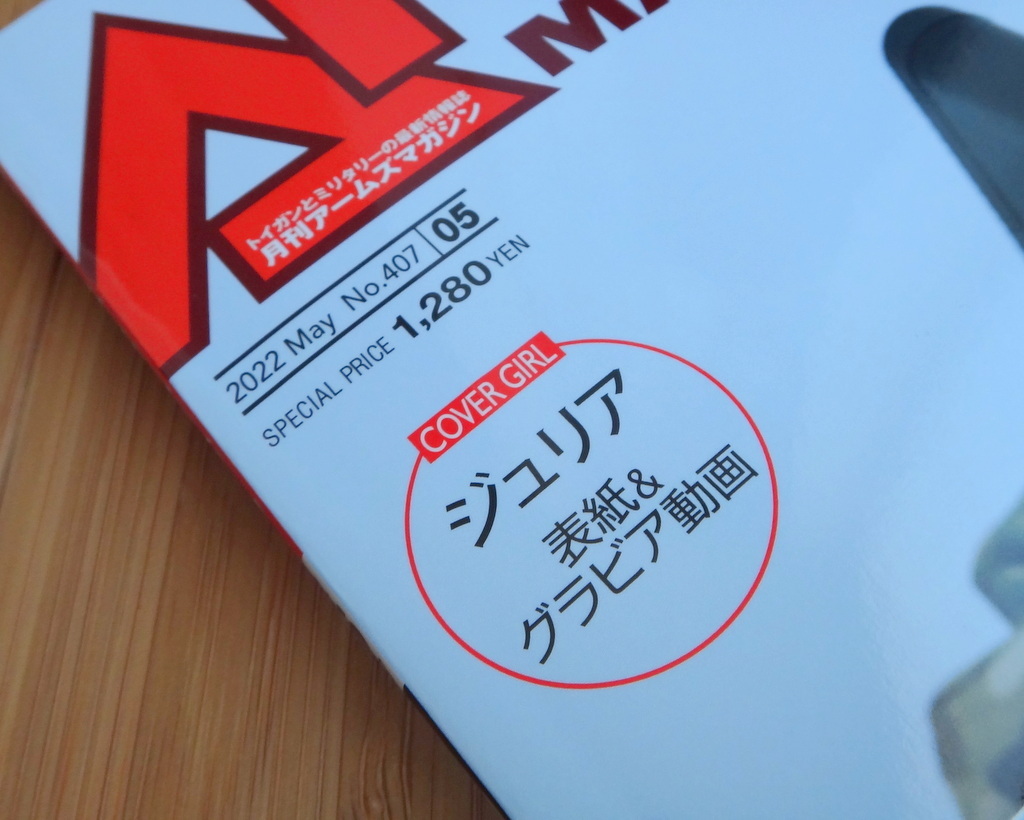 トイガンとミリタリーの最新情報誌
月刊アームズマガジン
2022 May No.407 05
SPECIAL PRICE 1,280 YEN
COVER GIRL
ジュリア
表紙&
グラビア動画